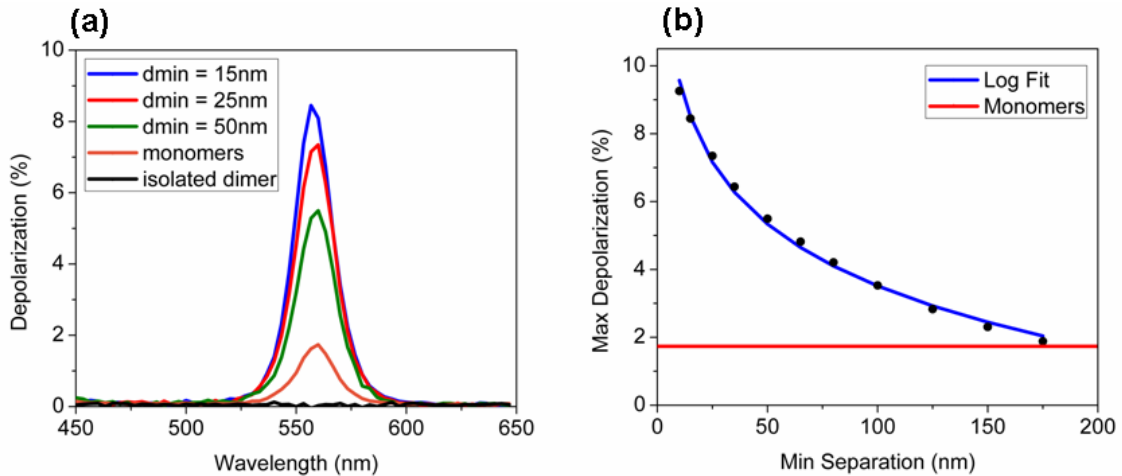 (a)
10
8
6
4
2
0
Depolarization (%)
dmin = 15nm
dmin = 25nm
dmin = 50nm
monomers
isolated dimer
450 500 550 600 650
Wavelength (nm)
(b)
10
8
6
4
2
0
Max Depolarization (%)
Log Fit
Monomers
0 50 100 150 200
Min Separation (nm)